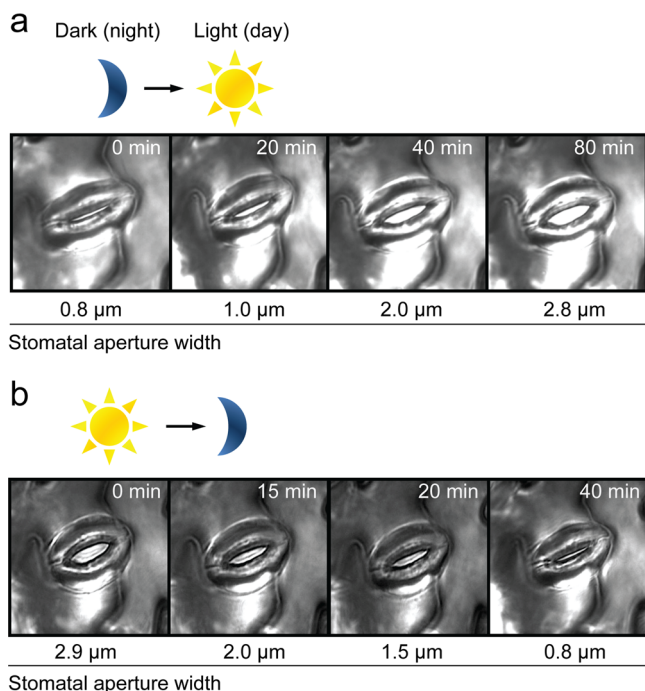 a
Dark (night) Light (day)
0 min 20 min 40 min 80 min
0.8 µm 1.0 µm 2.0 µm 2.8 µm
Stomatal aperture width
b
0 min 15 min 20 min 40 min
2.9 µm 2.0 µm 1.5 µm 0.8 µm
Stomatal aperture width